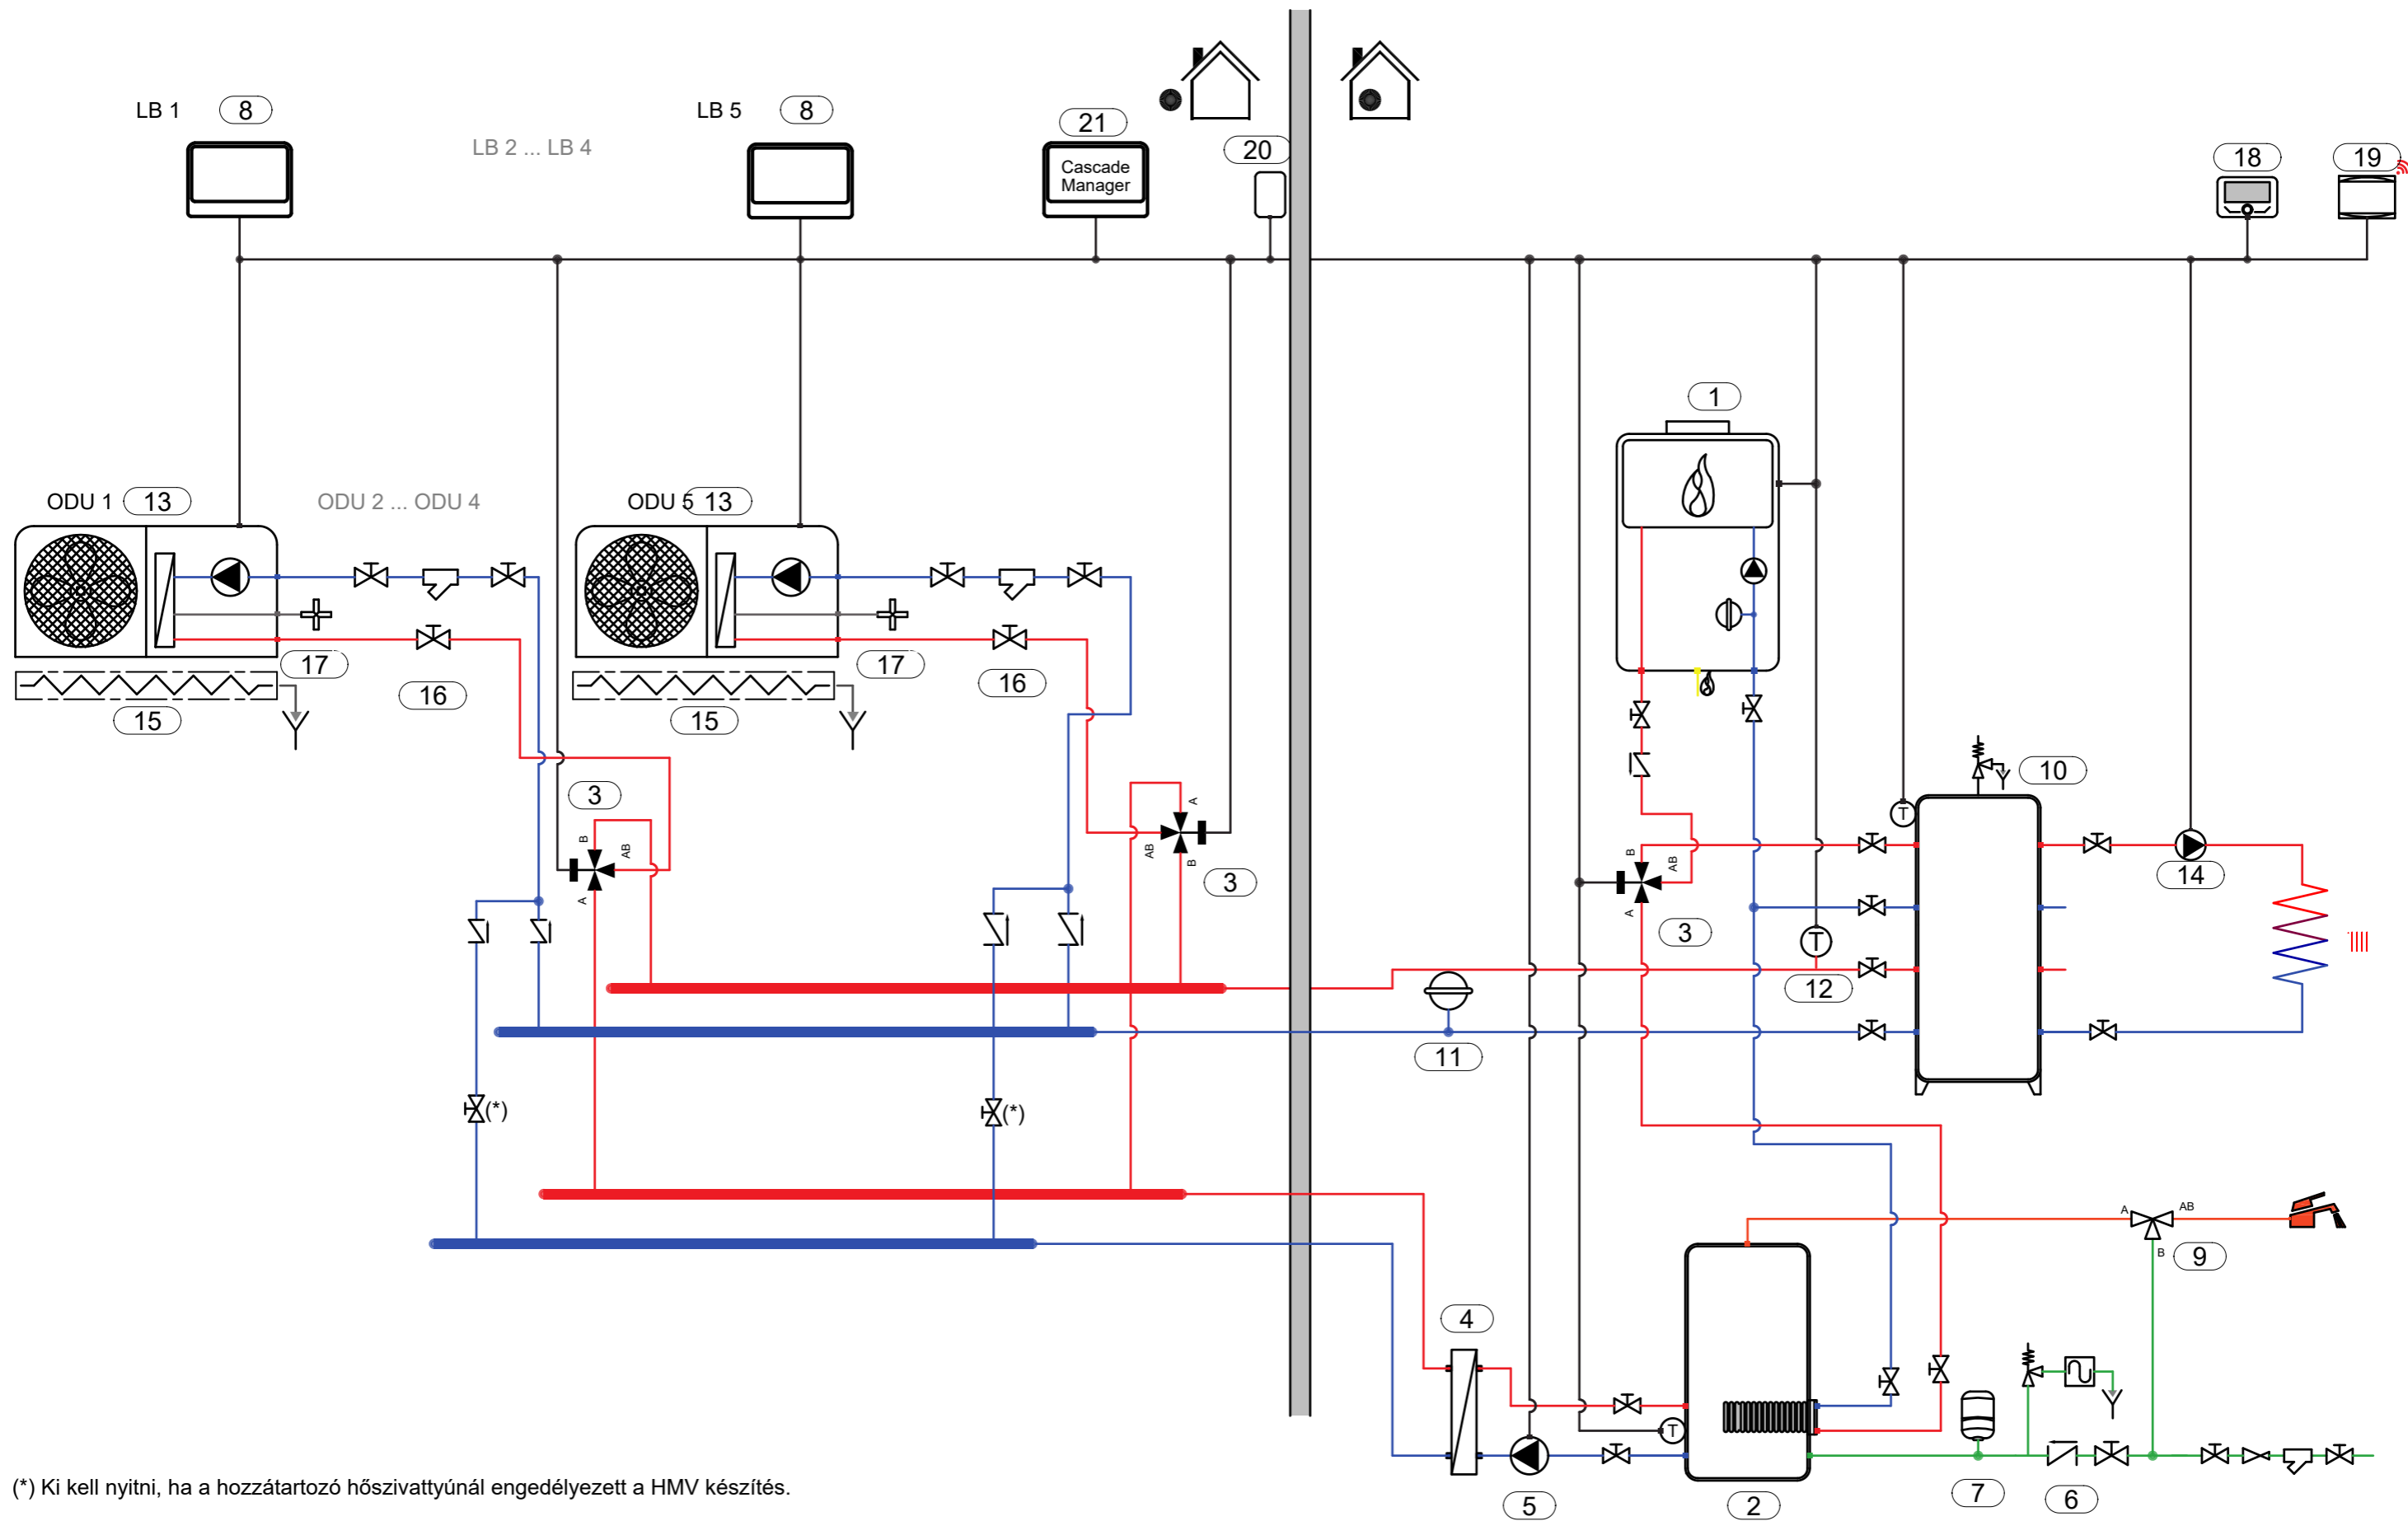 LB 1
8
LB 2 ... LB 4
LB 5
8
21
Cascade
Manager
20
18
19
1
ODU 1
13
ODU 2 ... ODU 4
ODU 5
13
17
16
15
17
16
15
3
B
AB
A
A
AB
B
3
B
AB
A
3
T
10
14
T
12
11
(*)
(*)
A
AB
B
9
4
T
5
2
7
6
(*) Ki kell nyitni, ha a hozzátartozó hőszivattyúnál engedélyezett a HMV készítés.